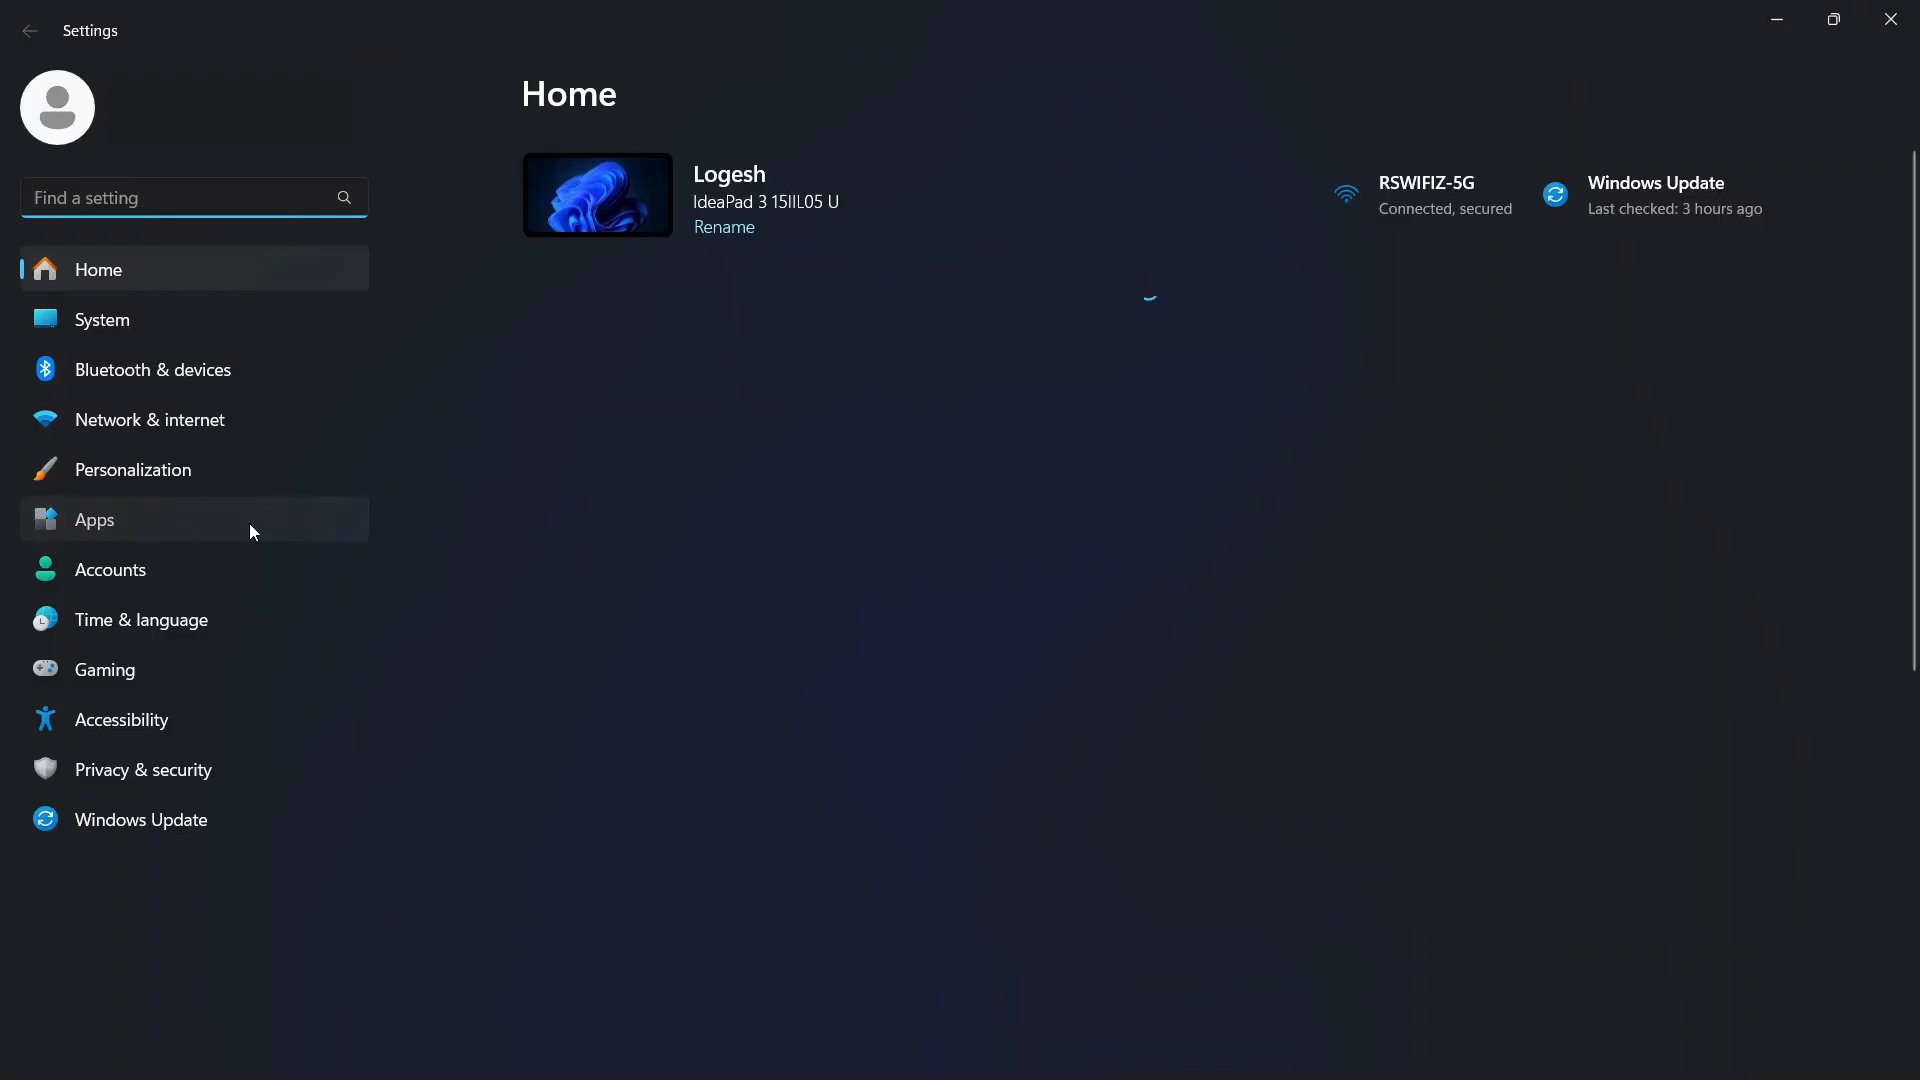 Settings
Home
Logesh
IdeaPad 3 15IIL05 U
Rename
RSWIFIZ-5G
Connected, secured
Windows Update
Last checked: 3 hours ago
Find a setting
Home
System
Bluetooth & devices
Network & internet
Personalization
Apps
Accounts
Time & language
Gaming
Accessibility
Privacy & security
Windows Update